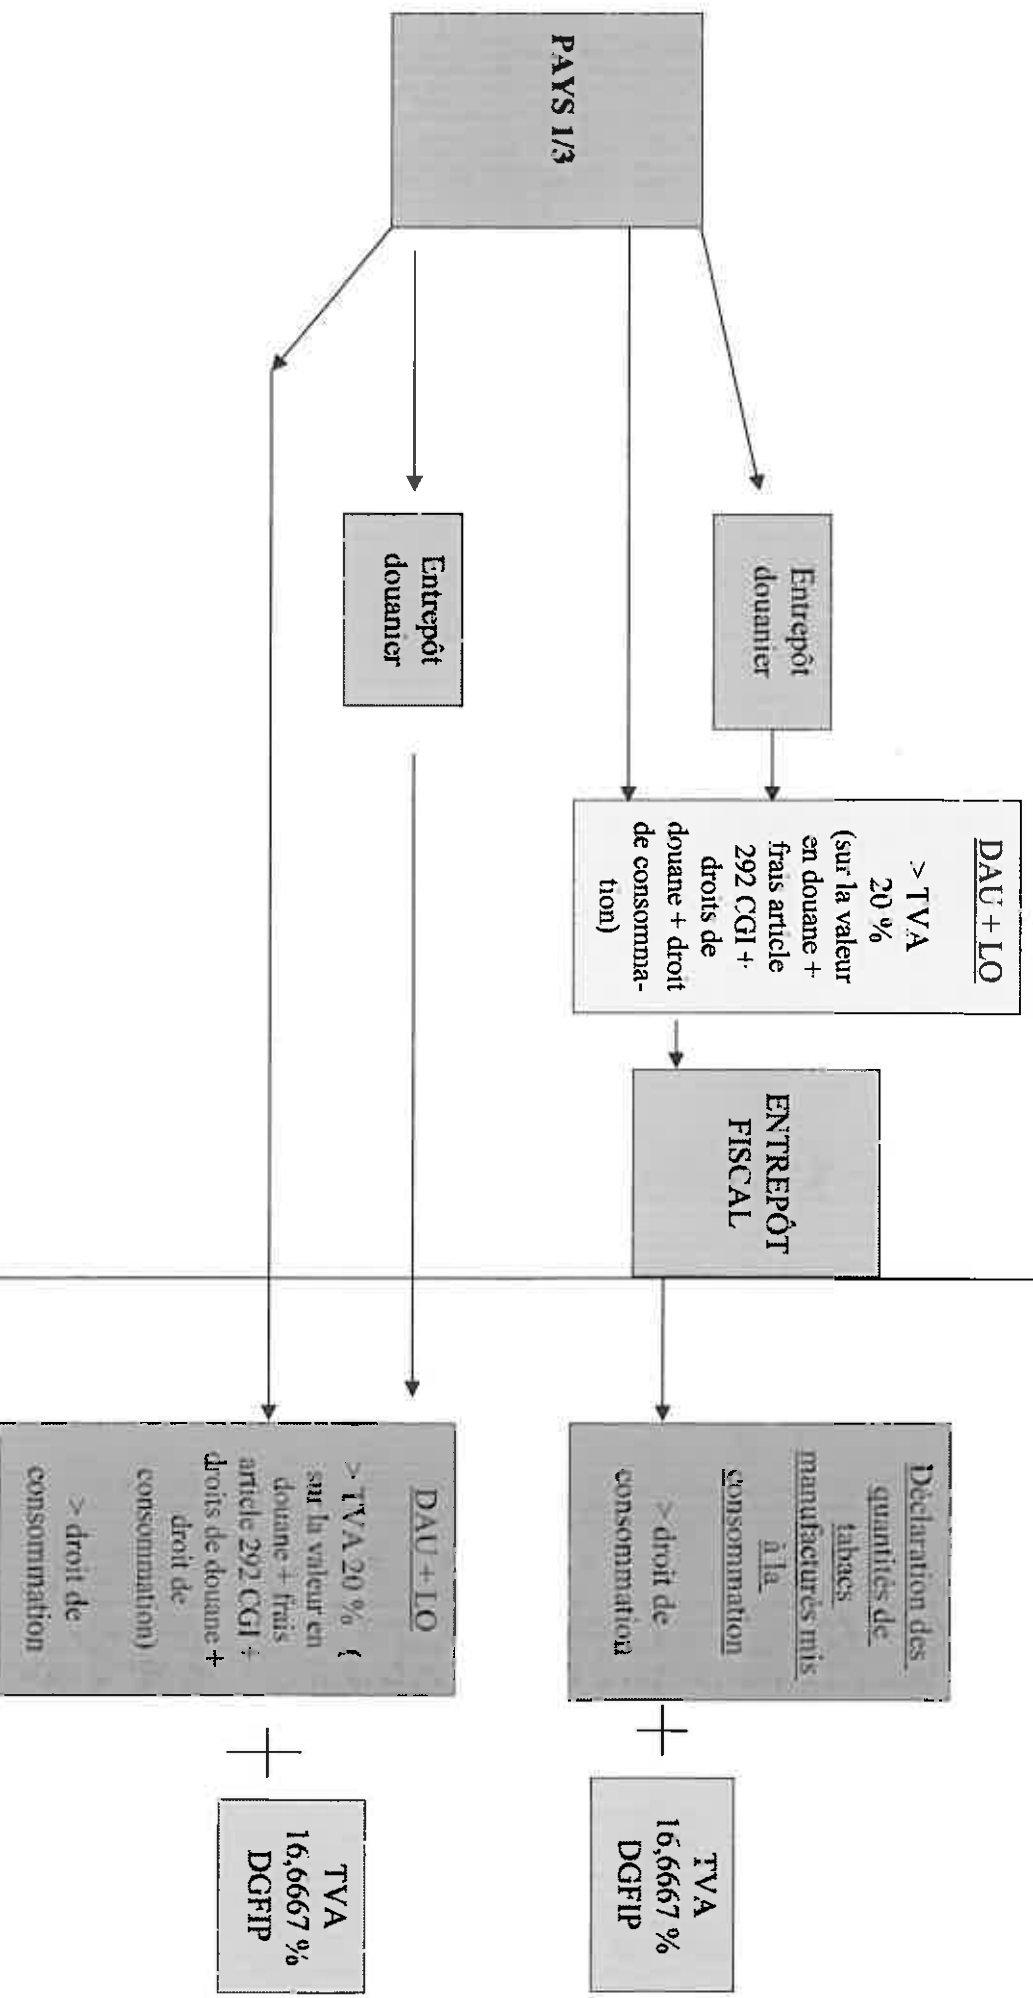 PAYS 1/3
Entrepôt
douanier
DAU + LO
> TVA
20 %
(sur la valeur
en douane +
frais article
292 CGI +
droits de
douane + droit
de consomma-
tion)
ENTREPÔT
FISCAL
Déclaration des
quantités de
tabacs
manufacturés mis
à la
consommation
> droit de
consommation
TVA
16,6667 %
DGFIP
Entrepôt
douanier
DAU + LO
> TVA 20 % (
sur la valeur en
douane + frais
article 292 CGI +
droits de douane +
droit de
consommation)
> droit de
consommation
TVA
16,6667 %
DGFIP